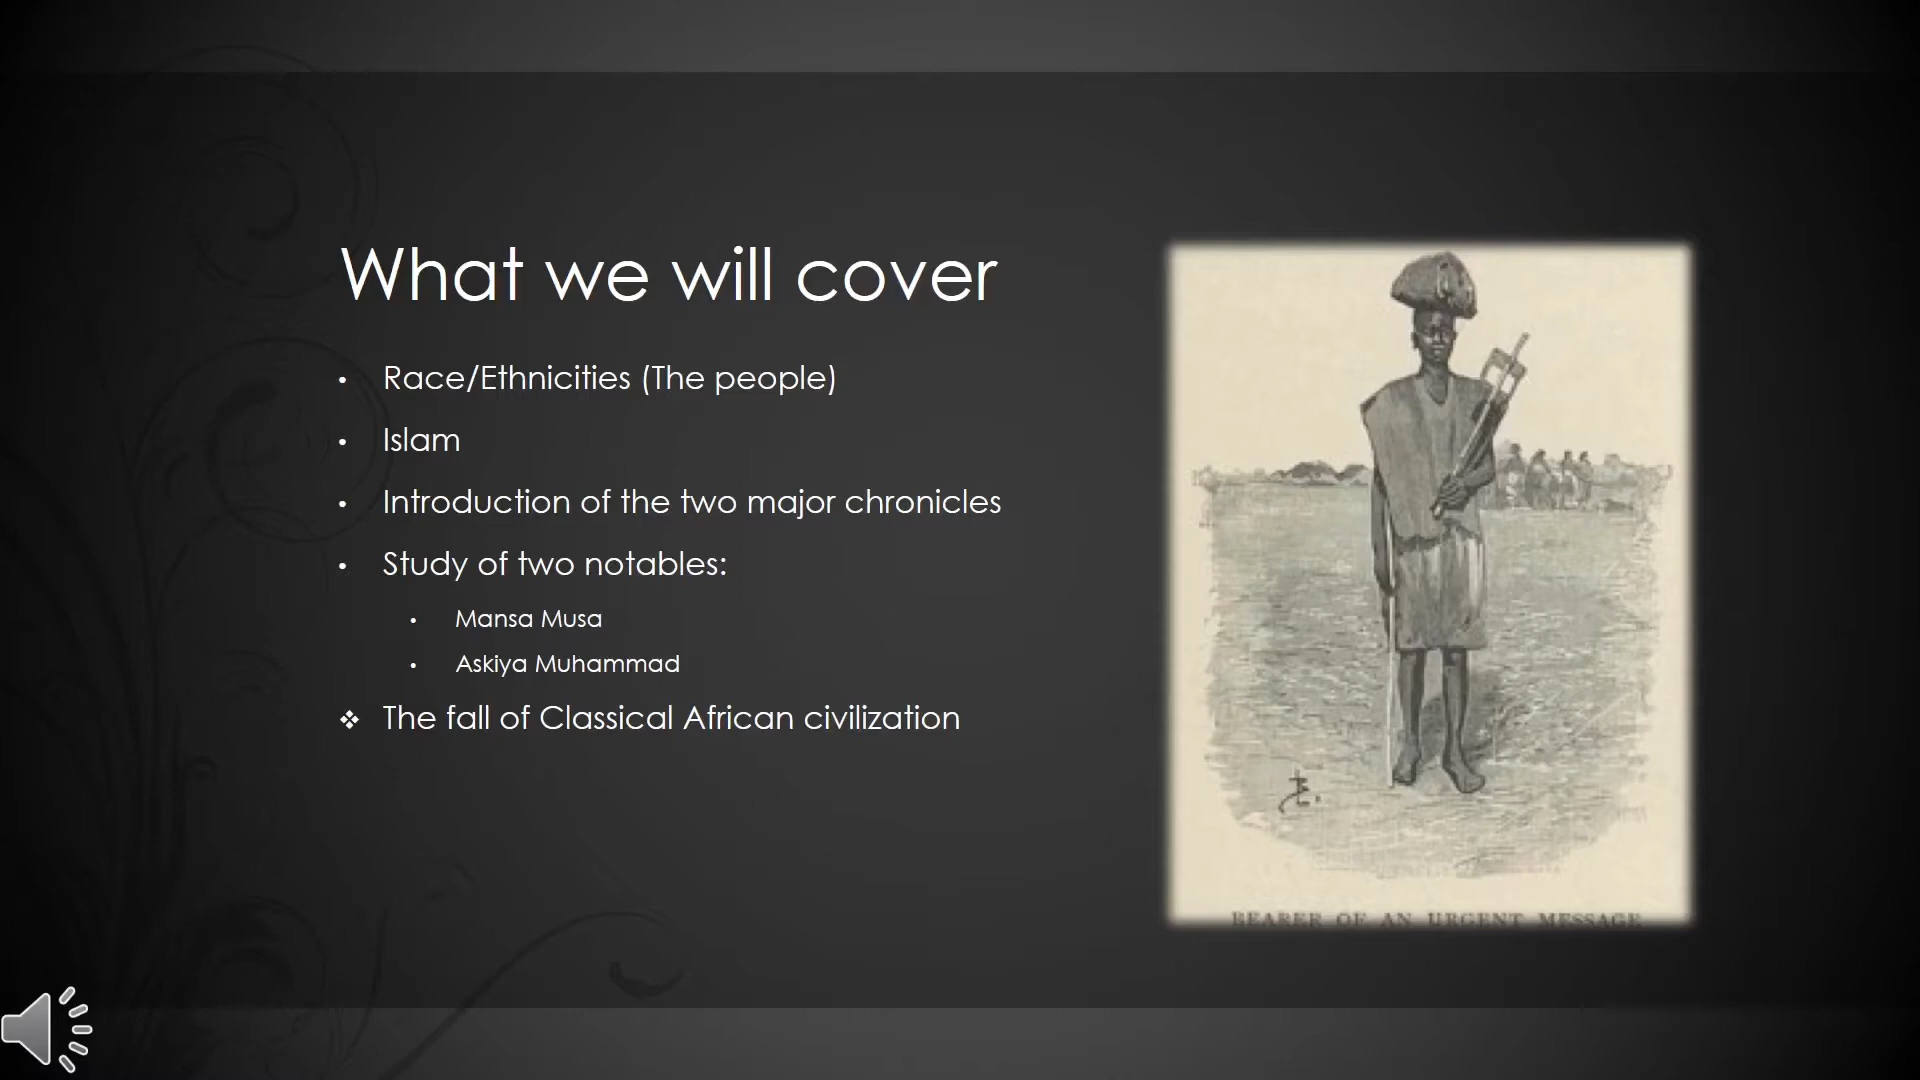 What we will cover
• Race/Ethnicities (The people)
• Islam
• Introduction of the two major chronicles
• Study of two notables:
• Mansa Musa
• Askiya Muhammad
❖ The fall of Classical African civilization
BEARER OF AN URGENT MESSAGE